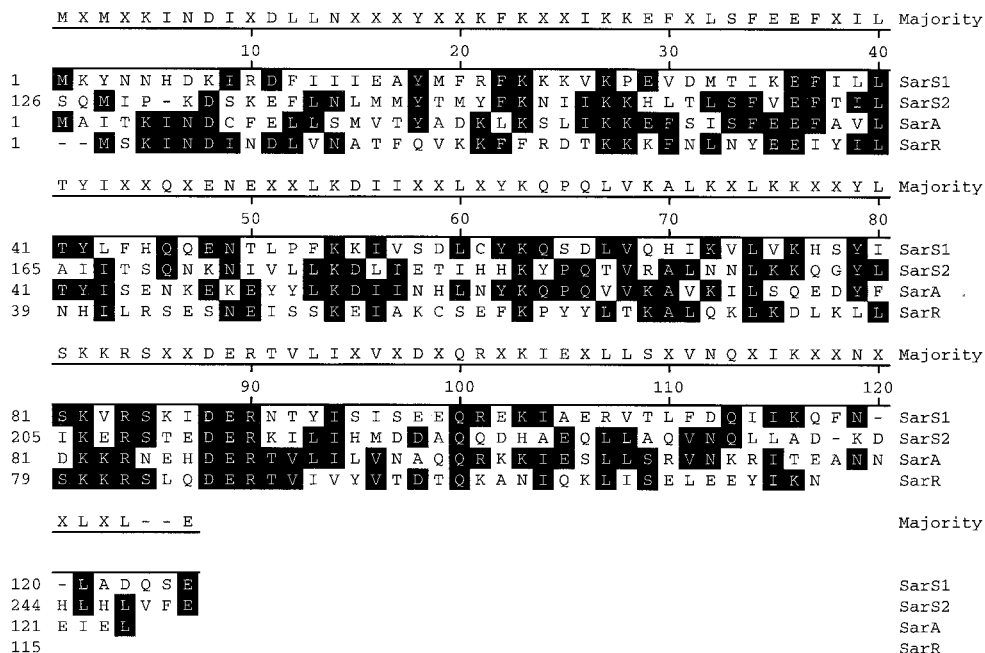 M X M X K I N D I X D L L N X X X Y X X K F K X X I K K E F X L S F E E F X I L Majority
10 20 30 40
1 M K Y N N H D K I R D F I I I E A Y M F R F K K K V K P E V D M T I K E F I L L SarS1
126 S Q M I P - K D S K E F L N L M M Y T M Y F K N I I K K H L T L S F V E F T Y L SarS2
1 M A I T K I N D C F E L L S M V T Y A D K L K S L I K K E F S I S F E E F A V L SarA
1 - - M S K I N D I N D L V N A T F Q V K K F F R D T K K K F N L N Y E E I Y I L SarR
T Y I X X Q X E N E X X L K D I I X X L X Y K Q P Q L V K A L K X L K K X X Y L Majority
50 60 70 80
41 T Y L F H Q Q E N T L P F K K I V S D L C Y K Q S D L V Q H I K V L V K H S Y I SarS1
165 A I I T S Q N K N I V L L K D L I E T I H H K Y P Q T V R A L N N L K K Q G Y L SarS2
41 T Y I S E N K E K E Y Y L K D I I N H L N Y K Q P Q V V K A V K I L S Q E D Y F SarA
39 N H I L R S E S N E I S S K E I A K C S E F K P Y Y L T K A L Q K L K D L K L L SarR
S K K R S X X D E R T V L I X V X D X Q R X K I E X L L S X V N Q X I K X X N X Majority
90 100 110 120
81 S K V R S K I D E R N T Y I S I S E E Q R E K I A E R V T L F D Q I I K Q F N - SarS1
205 I K E R S T E D E R K I L I H M D D A Q Q D H A E Q L L A Q V N Q L L A D - K D SarS2
81 D K K R N E H D E R T V L I L V N A Q Q R K K I E S L L S R V N K R I T E A N N SarA
79 S K K R S L Q D E R T V I V Y V T D T Q K A N I Q K L I S E L E E Y I K N SarR
X L X L - - E Majority
120 - L A D Q S E SarS1
244 H L H L V F E SarS2
121 E I E L SarA
115 SarR